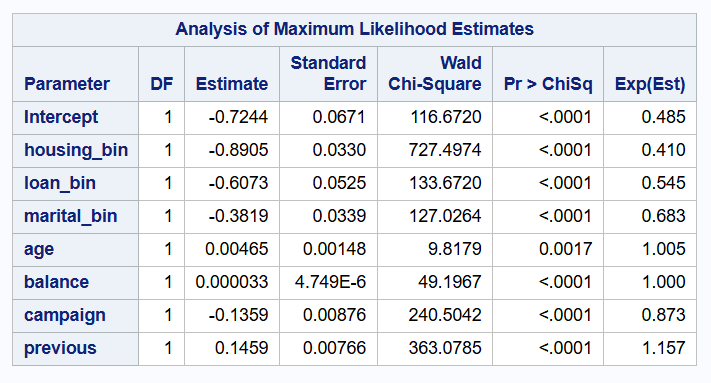 Analysis of Maximum Likelihood Estimates
Parameter DF Estimate Standard Error Wald Chi-Square Pr > ChiSq Exp(Est)
Intercept 1 -0.7244 0.0671 116.6720 <.0001 0.485
housing_bin 1 -0.8905 0.0330 727.4974 <.0001 0.410
loan_bin 1 -0.6073 0.0525 133.6720 <.0001 0.545
marital_bin 1 -0.3819 0.0339 127.0264 <.0001 0.683
age 1 0.00465 0.00148 9.8179 0.0017 1.005
balance 1 0.000033 4.749E-6 49.1967 <.0001 1.000
campaign 1 -0.1359 0.00876 240.5042 <.0001 0.873
previous 1 0.1459 0.00766 363.0785 <.0001 1.157